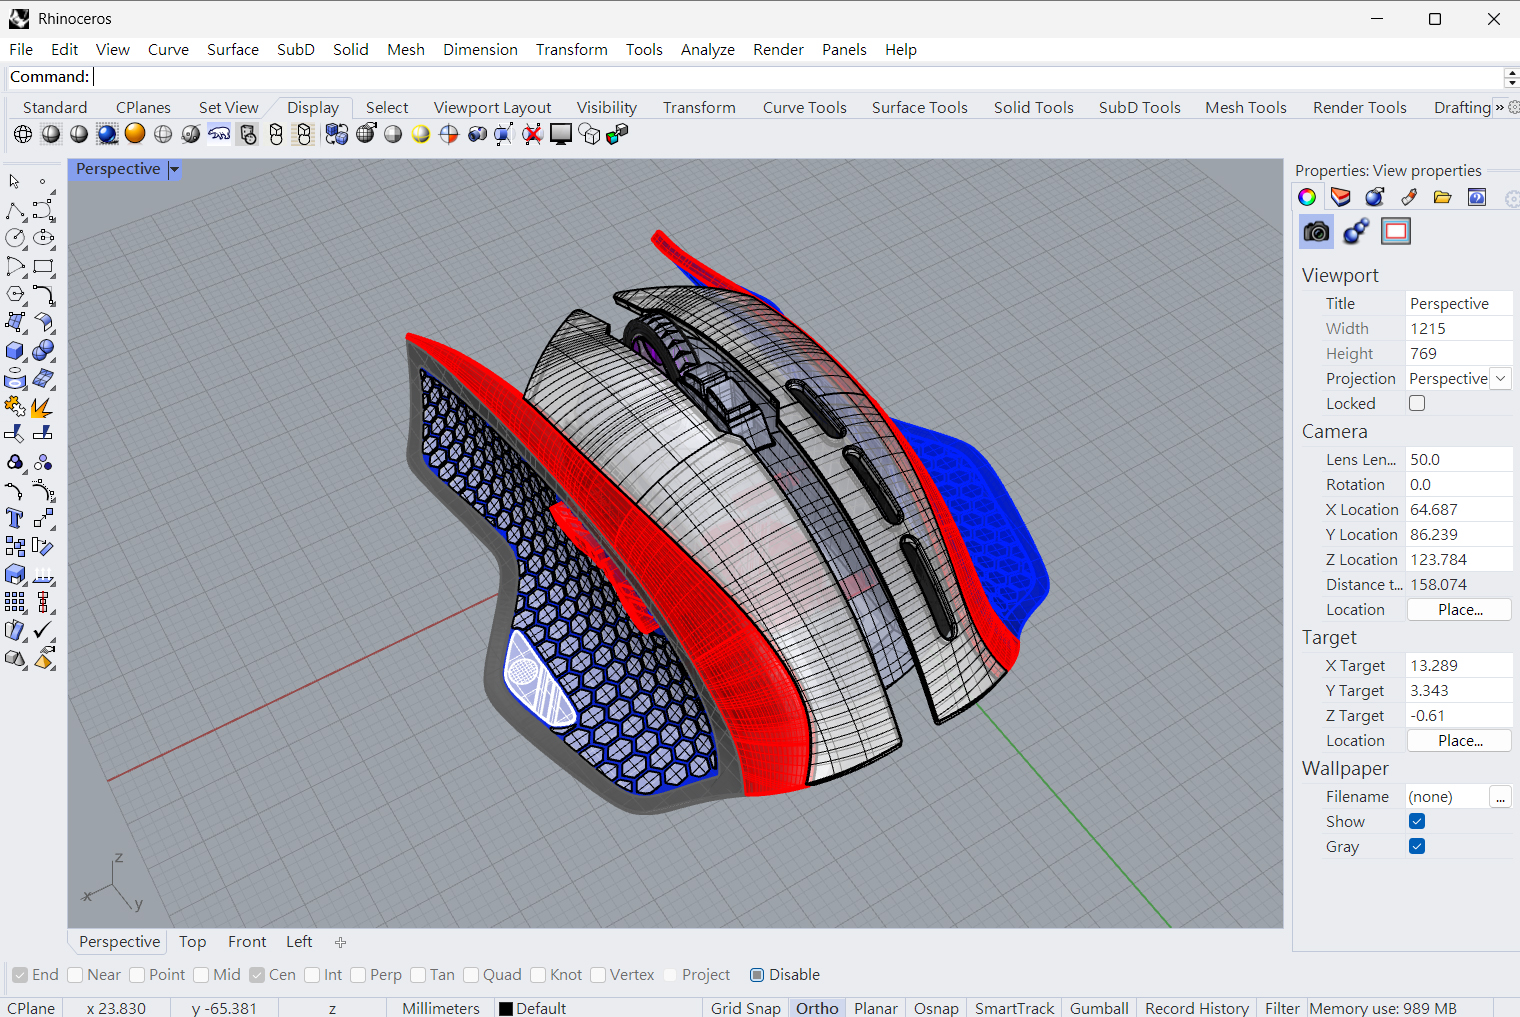 Rhinoceros
File Edit View Curve Surface SubD Solid Mesh Dimension Transform Tools Analyze Render Panels Help
Command:
Standard CPlanes Set View Display Select Viewport Layout Visibility Transform Curve Tools Surface Tools Solid Tools SubD Tools Mesh Tools Render Tools Drafting »
Perspective
Properties: View properties
Viewport
Title Perspective
Width 1215
Height 769
Projection Perspective
Locked
Camera
Lens Len... 50.0
Rotation 0.0
X Location 64.687
Y Location 86.239
Z Location 123.784
Distance t... 158.074
Location Place...
Target
X Target 13.289
Y Target 3.343
Z Target -0.61
Location Place...
Wallpaper
Filename (none) ...
Show
Gray
z
x
y
Perspective Top Front Left
End Near Point Mid Cen Int Perp Tan Quad Knot Vertex Project Disable
CPlane x 23.830 y -65.381 z Millimeters Default Grid Snap Ortho Planar Osnap SmartTrack Gumball Record History Filter Memory use: 989 MB